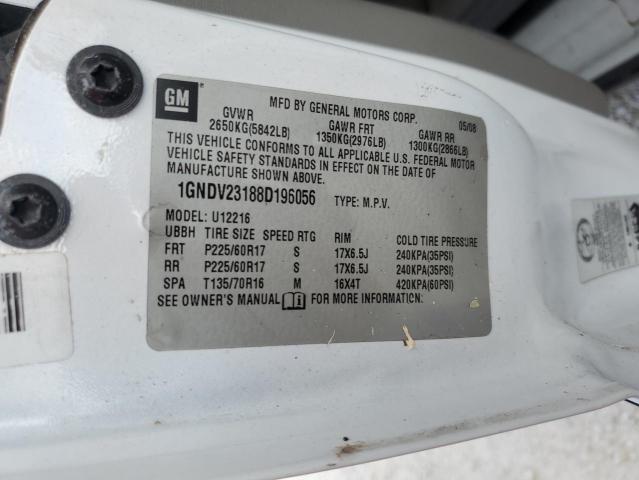 GM
MFD BY GENERAL MOTORS CORP. 05/08
GVWR GAWR FRT GAWR RR
2650KG(5842LB) 1350KG(2976LB) 1300KG(2866LB)
THIS VEHICLE CONFORMS TO ALL APPLICABLE U.S. FEDERAL MOTOR
VEHICLE SAFETY STANDARDS IN EFFECT ON THE DATE OF
MANUFACTURE SHOWN ABOVE.
1GNDV23188D196056 TYPE: M.P.V.
MODEL: U12216
UBBH TIRE SIZE SPEED RTG RIM COLD TIRE PRESSURE
FRT P225/60R17 S 17X6.5J 240KPA(35PSI)
RR P225/60R17 S 17X6.5J 240KPA(35PSI)
SPA T135/70R16 M 16X4T 420KPA(60PSI)
SEE OWNER'S MANUAL FOR MORE INFORMATION.